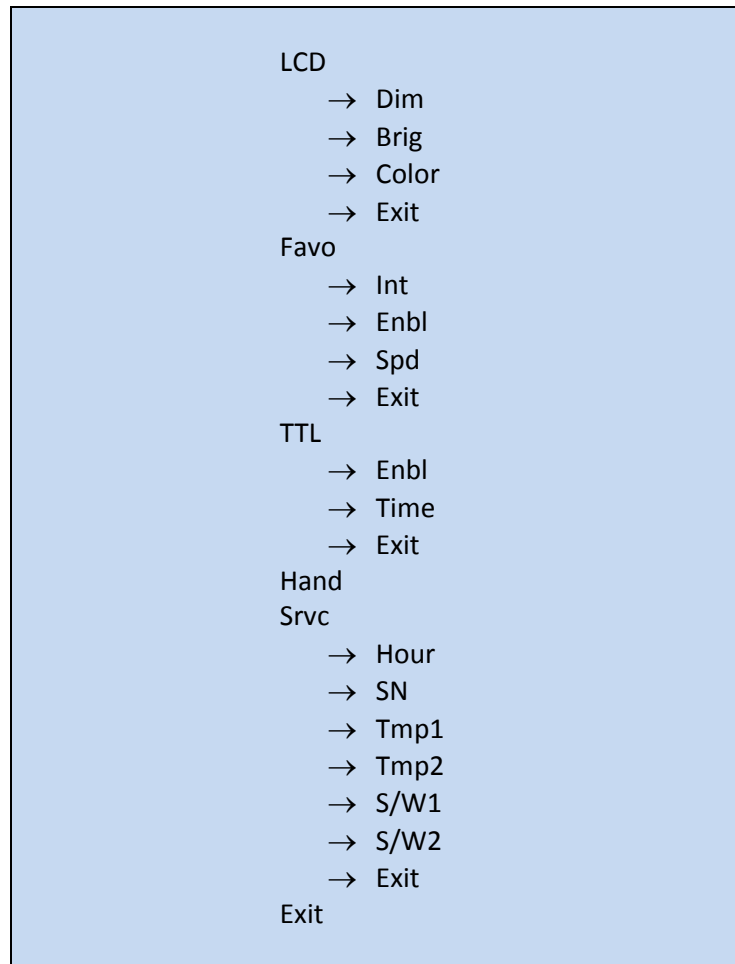 LCD
→ Dim
→ Brig
→ Color
→ Exit
Favo
→ Int
→ Enbl
→ Spd
→ Exit
TTL
→ Enbl
→ Time
→ Exit
Hand
Srvc
→ Hour
→ SN
→ Tmp1
→ Tmp2
→ S/W1
→ S/W2
→ Exit
Exit